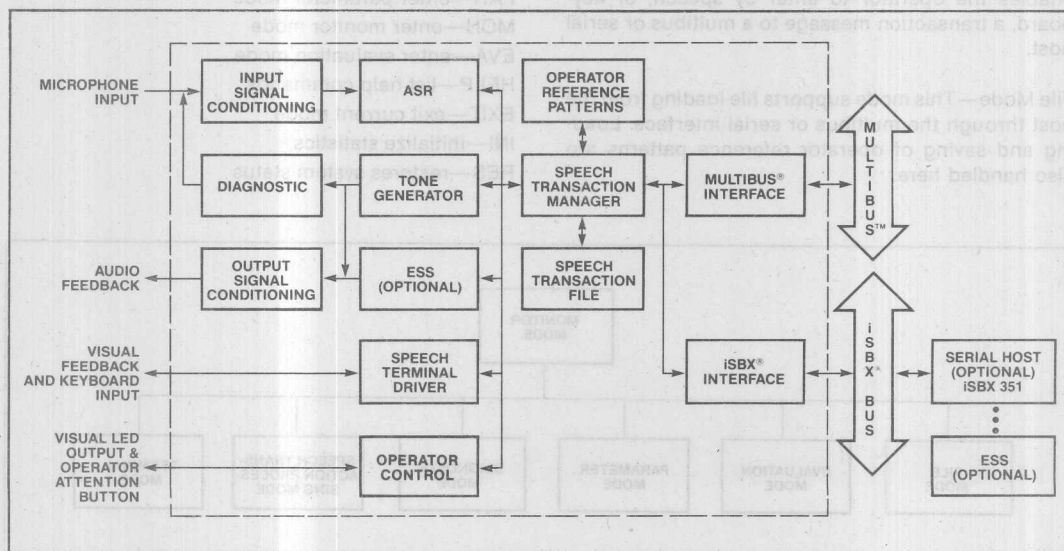 MICROPHONE
INPUT
INPUT
SIGNAL
CONDITIONING
ASR
OPERATOR
REFERENCE
PATTERNS
DIAGNOSTIC
TONE
GENERATOR
SPEECH
TRANSACTION
MANAGER
MULTIBUS®
INTERFACE
MULTIBUS™
AUDIO
FEEDBACK
OUTPUT
SIGNAL
CONDITIONING
ESS
(OPTIONAL)
SPEECH
TRANSACTION
FILE
VISUAL
FEEDBACK
AND KEYBOARD
INPUT
SPEECH
TERMINAL
DRIVER
iSBX®
INTERFACE
iSBX® BUS
SERIAL HOST
(OPTIONAL)
iSBX 351
VISUAL LED
OUTPUT &
OPERATOR
ATTENTION
BUTTON
OPERATOR
CONTROL
ESS
(OPTIONAL)